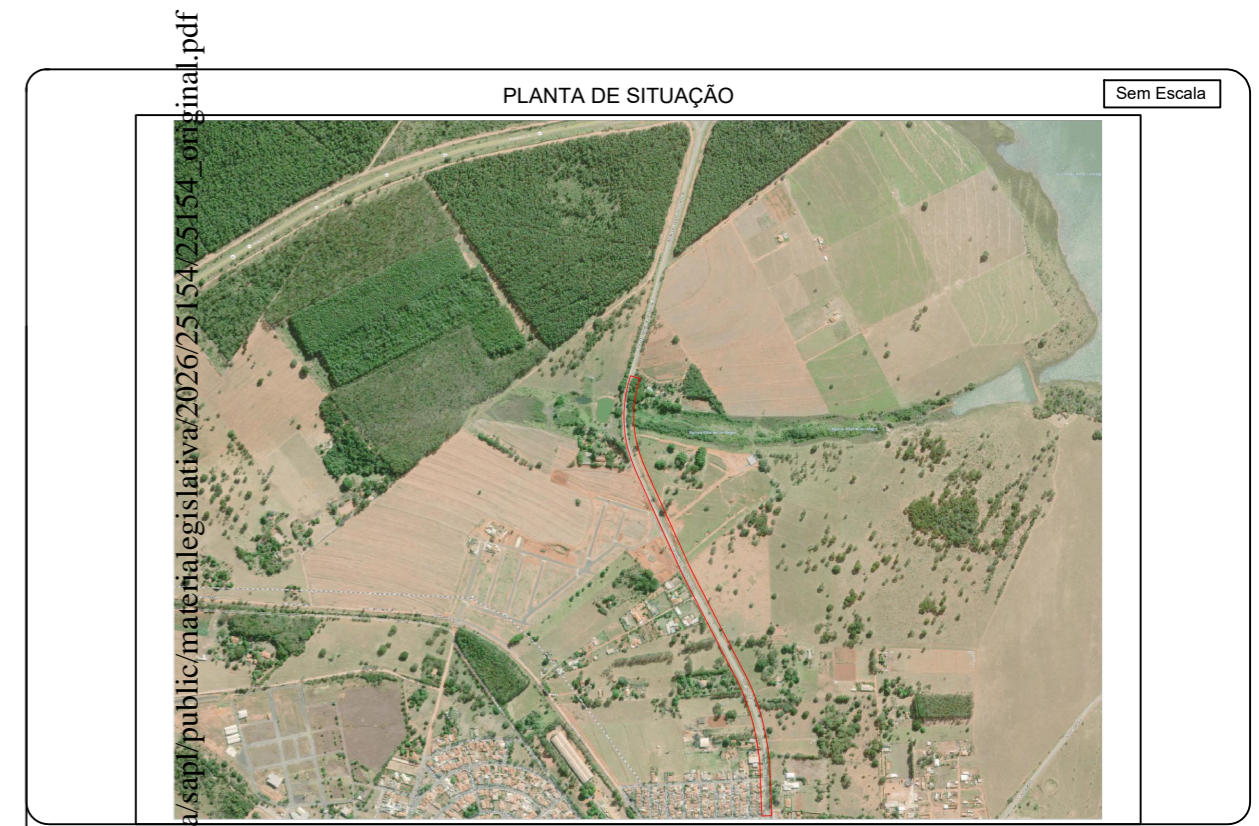 PLANTA DE SITUAÇÃO
Sem Escala
a/sapl/public/materialegislativa/2026/25154/25154_original.pdf